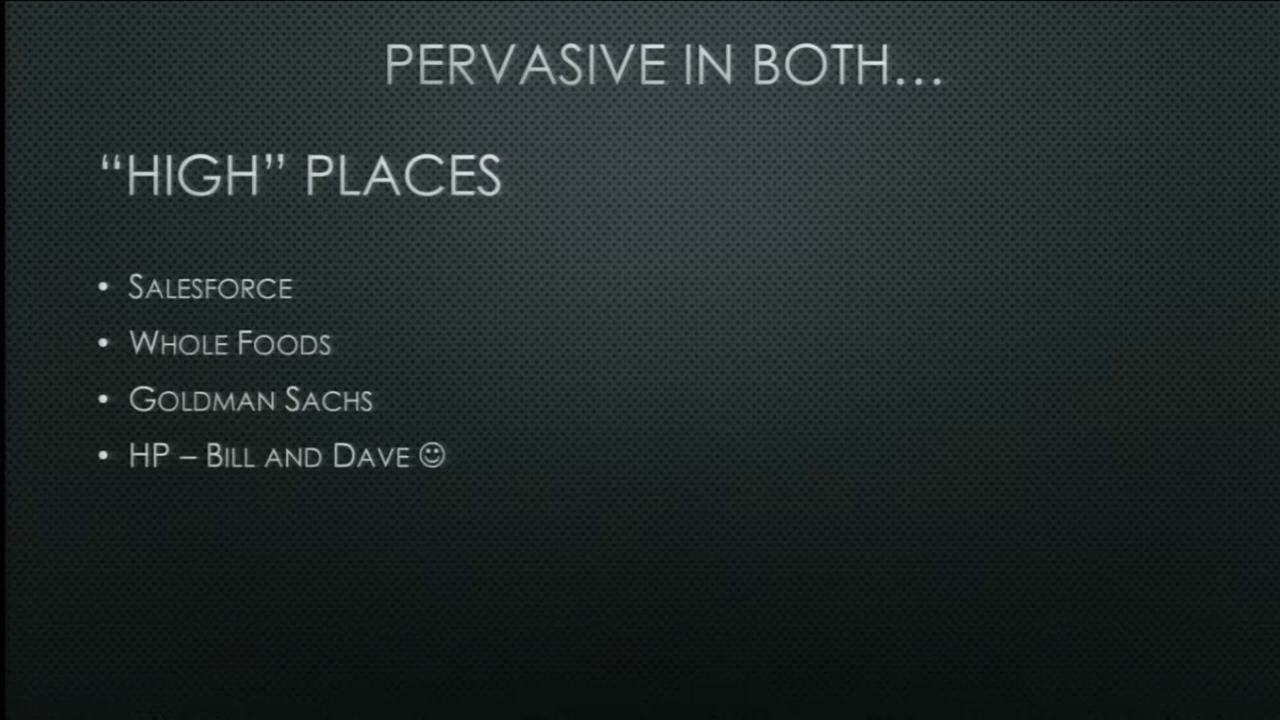 PERVASIVE IN BOTH...
“HIGH” PLACES
• SALESFORCE
• WHOLE FOODS
• GOLDMAN SACHS
• HP – BILL AND DAVE ☺